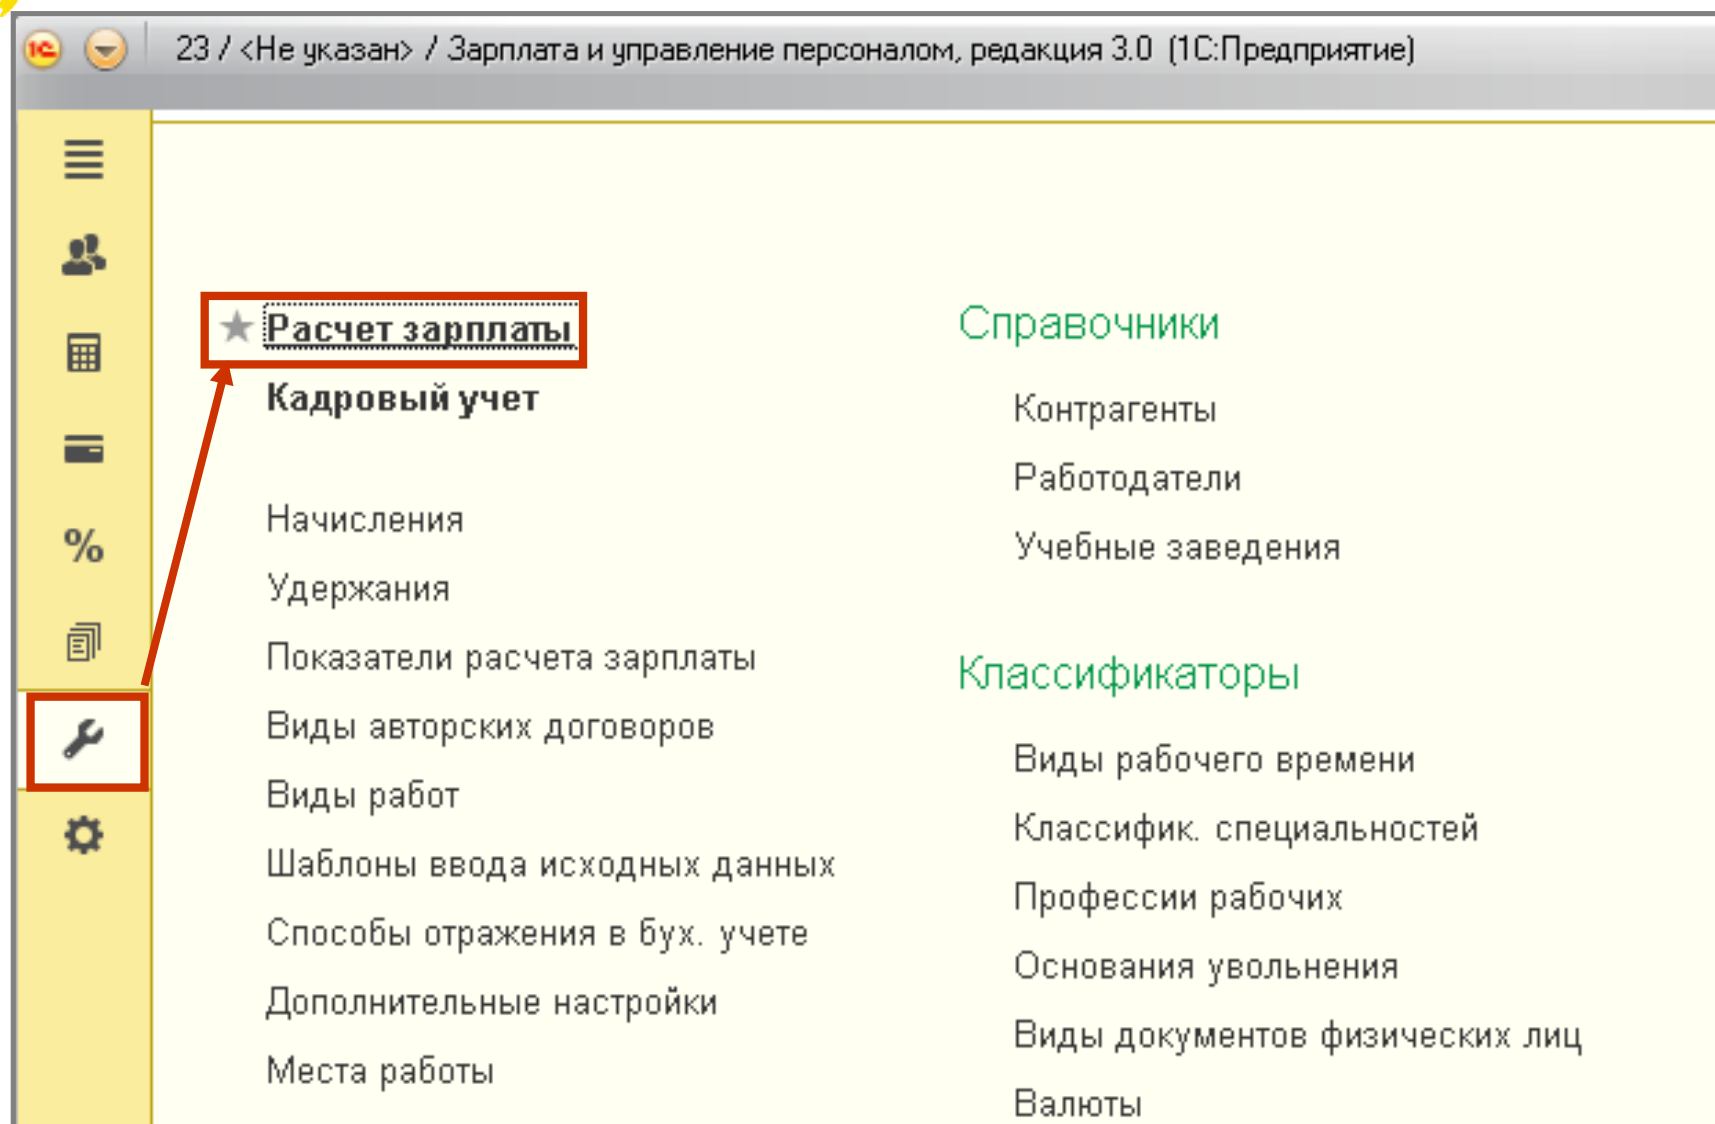 1С
23 / <Не указан> / Зарплата и управление персоналом, редакция 3.0 (1С:Предприятие)
Расчет зарплаты
Кадровый учет
Начисления
Удержания
Показатели расчета зарплаты
Виды авторских договоров
Виды работ
Шаблоны ввода исходных данных
Способы отражения в бух. учете
Дополнительные настройки
Места работы
Справочники
Контрагенты
Работодатели
Учебные заведения
Классификаторы
Виды рабочего времени
Классифик. специальностей
Профессии рабочих
Основания увольнения
Виды документов физических лиц
Валюты
%